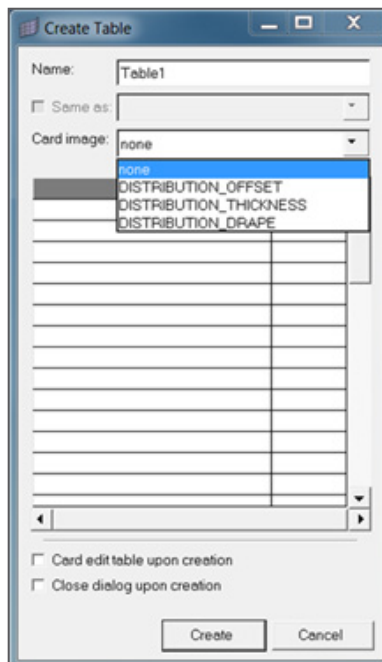 Create Table
Name: Table1
Same as:
Card image: none
none
DISTRIBUTION_OFFSET
DISTRIBUTION_THICKNESS
DISTRIBUTION_DRAPE
Card edit table upon creation
Close dialog upon creation
Create Cancel